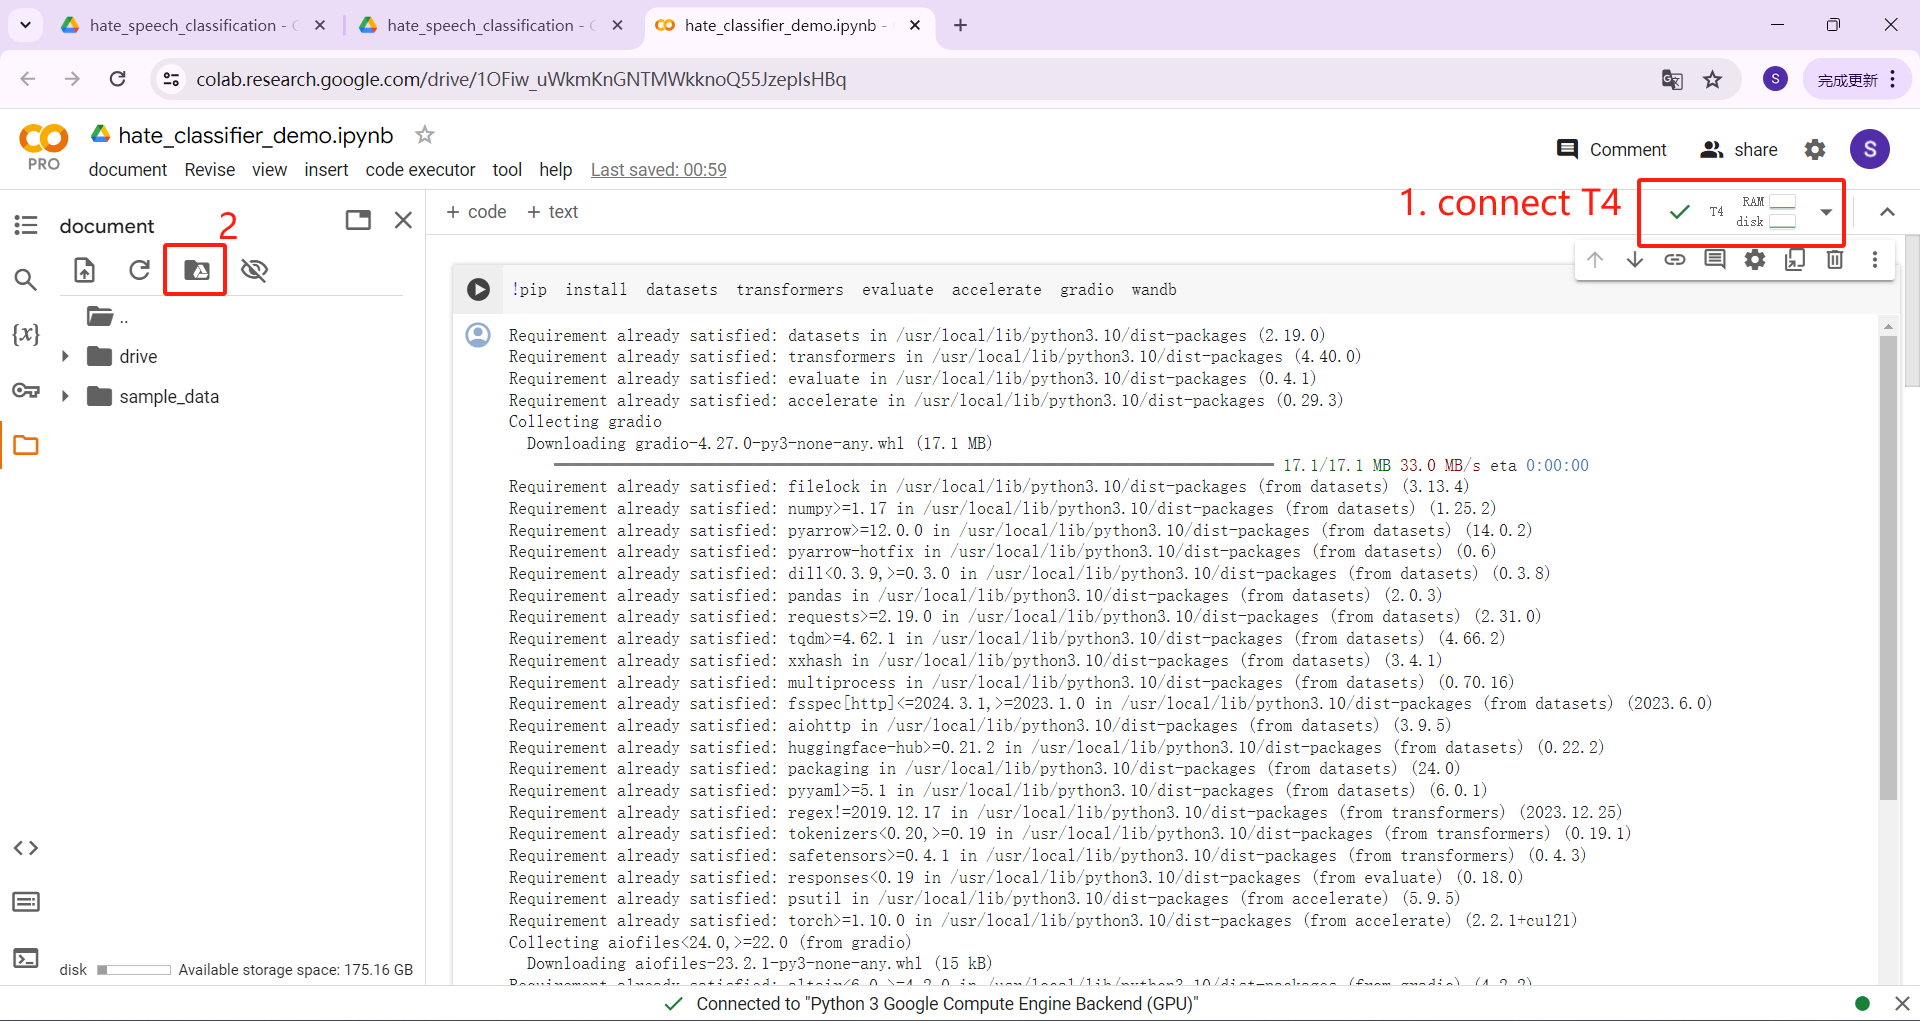 hate_speech_classification - G
hate_speech_classification - G
hate_classifier_demo.ipynb -
colab.research.google.com/drive/1OFiw_uWkmKnGNTMWkknoQ55JzepIsHBq
S
完成更新
PRO
hate_classifier_demo.ipynb
Comment
share
S
document Revise view insert code executor tool help Last saved: 00:59
1. connect T4
T4 RAM
disk
document
2
+ code + text
!pip install datasets transformers evaluate accelerate gradio wandb
..
drive
sample_data
{x}
Requirement already satisfied: datasets in /usr/local/lib/python3.10/dist-packages (2.19.0)
Requirement already satisfied: transformers in /usr/local/lib/python3.10/dist-packages (4.40.0)
Requirement already satisfied: evaluate in /usr/local/lib/python3.10/dist-packages (0.4.1)
Requirement already satisfied: accelerate in /usr/local/lib/python3.10/dist-packages (0.29.3)
Collecting gradio
Downloading gradio-4.27.0-py3-none-any.whl (17.1 MB)
17.1/17.1 MB 33.0 MB/s eta 0:00:00
Requirement already satisfied: filelock in /usr/local/lib/python3.10/dist-packages (from datasets) (3.13.4)
Requirement already satisfied: numpy>=1.17 in /usr/local/lib/python3.10/dist-packages (from datasets) (1.25.2)
Requirement already satisfied: pyarrow>=12.0.0 in /usr/local/lib/python3.10/dist-packages (from datasets) (14.0.2)
Requirement already satisfied: pyarrow-hotfix in /usr/local/lib/python3.10/dist-packages (from datasets) (0.6)
Requirement already satisfied: dill<0.3.9,>=0.3.0 in /usr/local/lib/python3.10/dist-packages (from datasets) (0.3.8)
Requirement already satisfied: pandas in /usr/local/lib/python3.10/dist-packages (from datasets) (2.0.3)
Requirement already satisfied: requests>=2.19.0 in /usr/local/lib/python3.10/dist-packages (from datasets) (2.31.0)
Requirement already satisfied: tqdm>=4.62.1 in /usr/local/lib/python3.10/dist-packages (from datasets) (4.66.2)
Requirement already satisfied: xxhash in /usr/local/lib/python3.10/dist-packages (from datasets) (3.4.1)
Requirement already satisfied: multiprocess in /usr/local/lib/python3.10/dist-packages (from datasets) (0.70.16)
Requirement already satisfied: fsspec[http]<=2024.3.1,>=2023.1.0 in /usr/local/lib/python3.10/dist-packages (from datasets) (2023.6.0)
Requirement already satisfied: aiohttp in /usr/local/lib/python3.10/dist-packages (from datasets) (3.9.5)
Requirement already satisfied: huggingface-hub>=0.21.2 in /usr/local/lib/python3.10/dist-packages (from datasets) (0.22.2)
Requirement already satisfied: packaging in /usr/local/lib/python3.10/dist-packages (from datasets) (24.0)
Requirement already satisfied: pyyaml>=5.1 in /usr/local/lib/python3.10/dist-packages (from datasets) (6.0.1)
Requirement already satisfied: regex!=2019.12.17 in /usr/local/lib/python3.10/dist-packages (from transformers) (2023.12.25)
Requirement already satisfied: tokenizers<0.20,>=0.19 in /usr/local/lib/python3.10/dist-packages (from transformers) (0.19.1)
Requirement already satisfied: safetensors>=0.4.1 in /usr/local/lib/python3.10/dist-packages (from transformers) (0.4.3)
Requirement already satisfied: responses<0.19 in /usr/local/lib/python3.10/dist-packages (from evaluate) (0.18.0)
Requirement already satisfied: psutil in /usr/local/lib/python3.10/dist-packages (from accelerate) (5.9.5)
Requirement already satisfied: torch>=1.10.0 in /usr/local/lib/python3.10/dist-packages (from accelerate) (2.2.1+cu121)
Collecting aiofiles<24.0,>=22.0 (from gradio)
Downloading aiofiles-23.2.1-py3-none-any.whl (15 kB)
Requirement already satisfied: altair<6.0,>=4.2.0 in /usr/local/lib/python3.10/dist-packages (from gradio) (4.2.2)
disk Available storage space: 175.16 GB
Connected to "Python 3 Google Compute Engine Backend (GPU)"